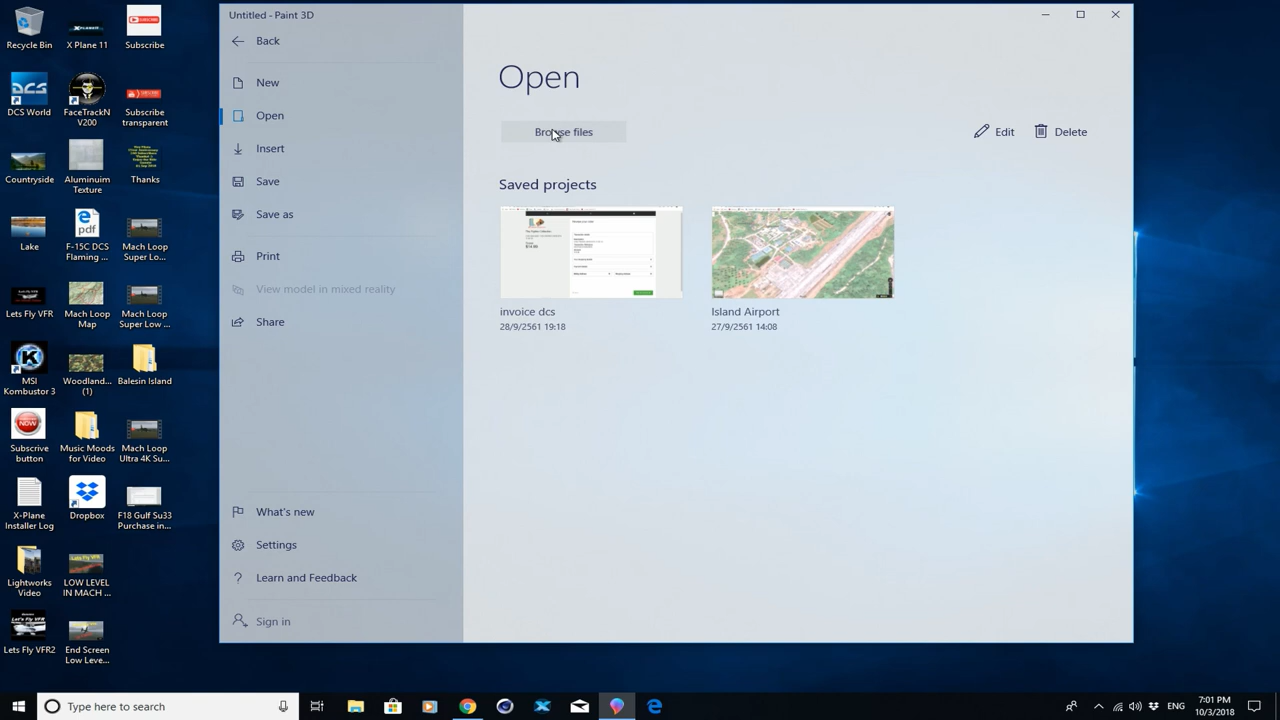 Untitled - Paint 3D
Back
New
Open
Insert
Save
Save as
Print
View model in mixed reality
Share
What's new
Settings
Learn and Feedback
Sign in
Open
Browse files
Edit
Delete
Saved projects
invoice dcs
28/9/2561 19:18
Island Airport
27/9/2561 14:08
Recycle Bin
X Plane 11
Subscribe
DCS World
FaceTrackN
V200
Subscribe
transparent
Countryside
Aluminuim
Texture
Thanks
Lake
F-15C DCS
Flaming ...
Mach Loop
Super Lo...
Lets Fly VFR
Mach Loop
Map
Mach Loop
Super Low ...
MSI
Kombustor 3
Woodland...
(1)
Balesin Island
Subscrive
button
Music Moods
for Video
Mach Loop
Ultra 4K Su...
X-Plane
Installer Log
Dropbox
F18 Gulf Su33
Purchase in...
Lightworks
Video
LOW LEVEL
IN MACH ...
Lets Fly VFR2
End Screen
Low Leve...
Type here to search
ENG
7:01 PM
10/3/2018